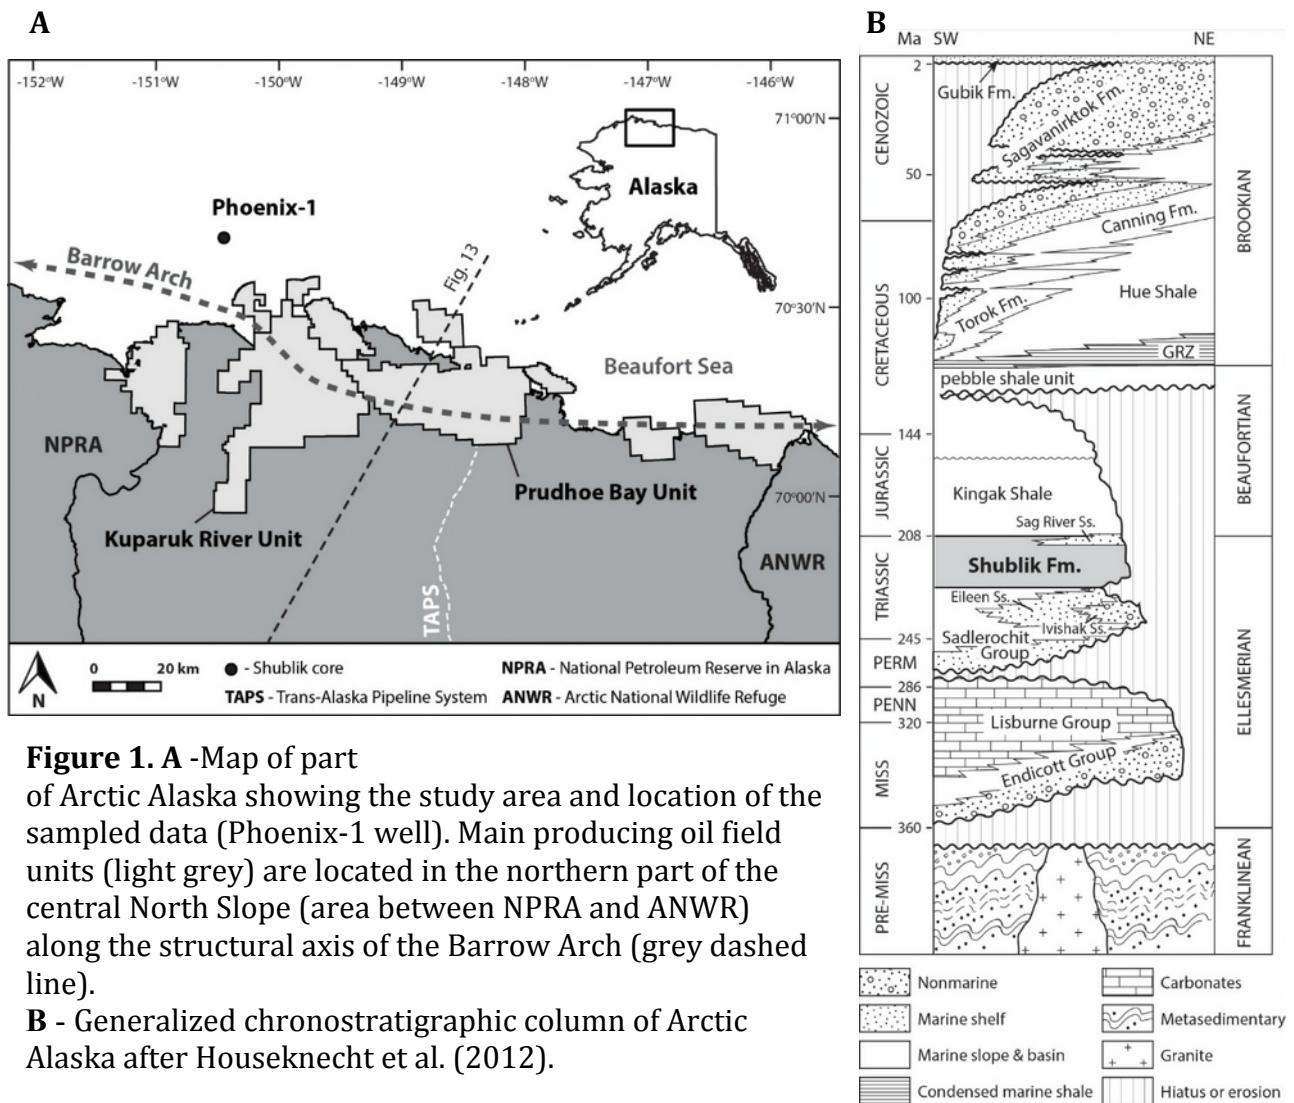 A
-152°W -151°W -150°W -149°W -148°W -147°W -146°W
71°00'N
Alaska
Phoenix-1
Barrow Arch
Fig. 13
70°30'N
Beaufort Sea
NPRA
Prudhoe Bay Unit
70°00'N
Kuparuk River Unit
TAPS
ANWR
N
0 20 km
● - Shublik core
NPRA - National Petroleum Reserve in Alaska
TAPS - Trans-Alaska Pipeline System
ANWR - Arctic National Wildlife Refuge
Figure 1. A -Map of part
of Arctic Alaska showing the study area and location of the
sampled data (Phoenix-1 well). Main producing oil field
units (light grey) are located in the northern part of the
central North Slope (area between NPRA and ANWR)
along the structural axis of the Barrow Arch (grey dashed
line).
B - Generalized chronostratigraphic column of Arctic
Alaska after Houseknecht et al. (2012).
B
Ma SW NE
2
50
100
144
208
245
286
320
360
CENOZOIC
CRETACEOUS
JURASSIC
TRIASSIC
PERM
PENN
MISS
PRE-MISS
Gubik Fm.
Sagavanirktok Fm.
Canning Fm.
Hue Shale
Torok Fm.
GRZ
pebble shale unit
Kingak Shale
Sag River Ss.
Shublik Fm.
Eileen Ss.
Ivishak Ss.
Sadlerochit
Group
Lisburne Group
Endicott Group
BROOKIAN
BEAUFORTIAN
ELLESMERIAN
FRANKLINEAN
Nonmarine
Marine shelf
Marine slope & basin
Condensed marine shale
Carbonates
Metasedimentary
Granite
Hiatus or erosion